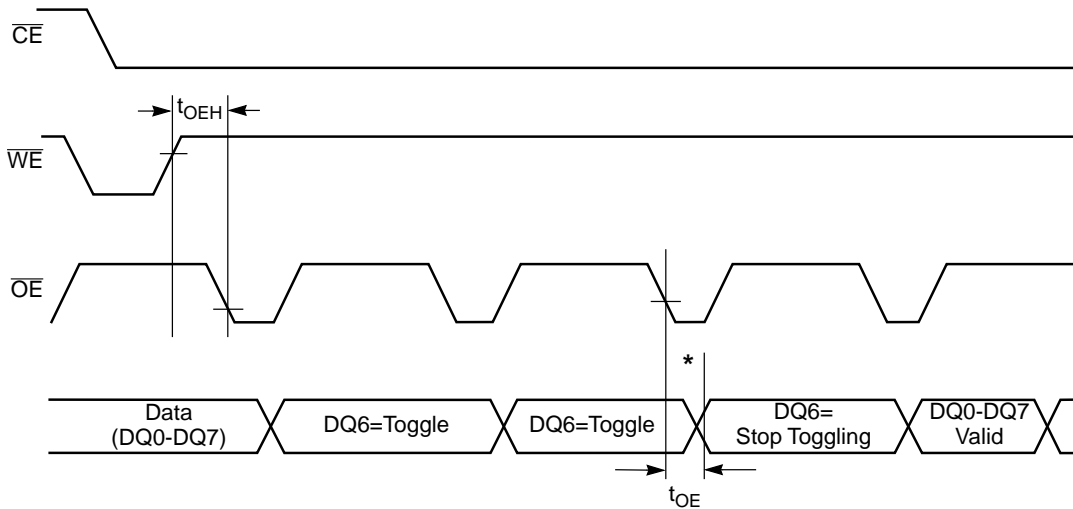 CE
tOEH
WE
OE
*
Data
(DQ0-DQ7)
DQ6=Toggle
DQ6=Toggle
DQ6=
Stop Toggling
DQ0-DQ7
Valid
tOE